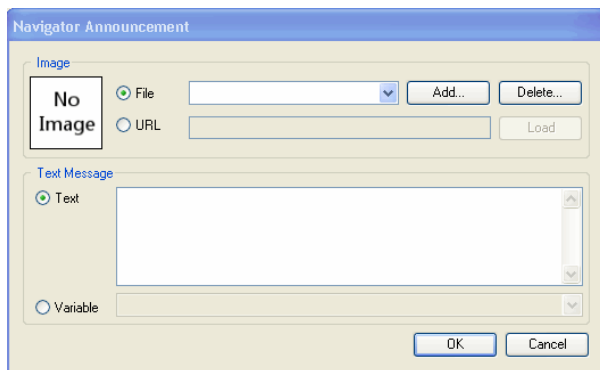 Navigator Announcement
Image
No
Image
File
Add...
Delete...
URL
Load
Text Message
Text
Variable
OK
Cancel